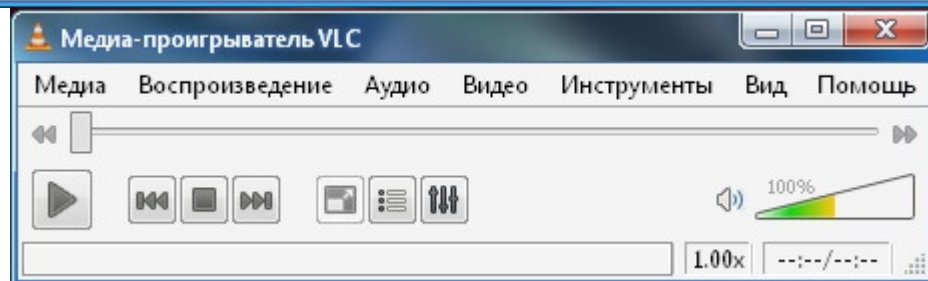 Медиа-проигрыватель VLC
Медиа Воспроизведение Аудио Видео Инструменты Вид Помощь
100%
1.00x --:--/--:--